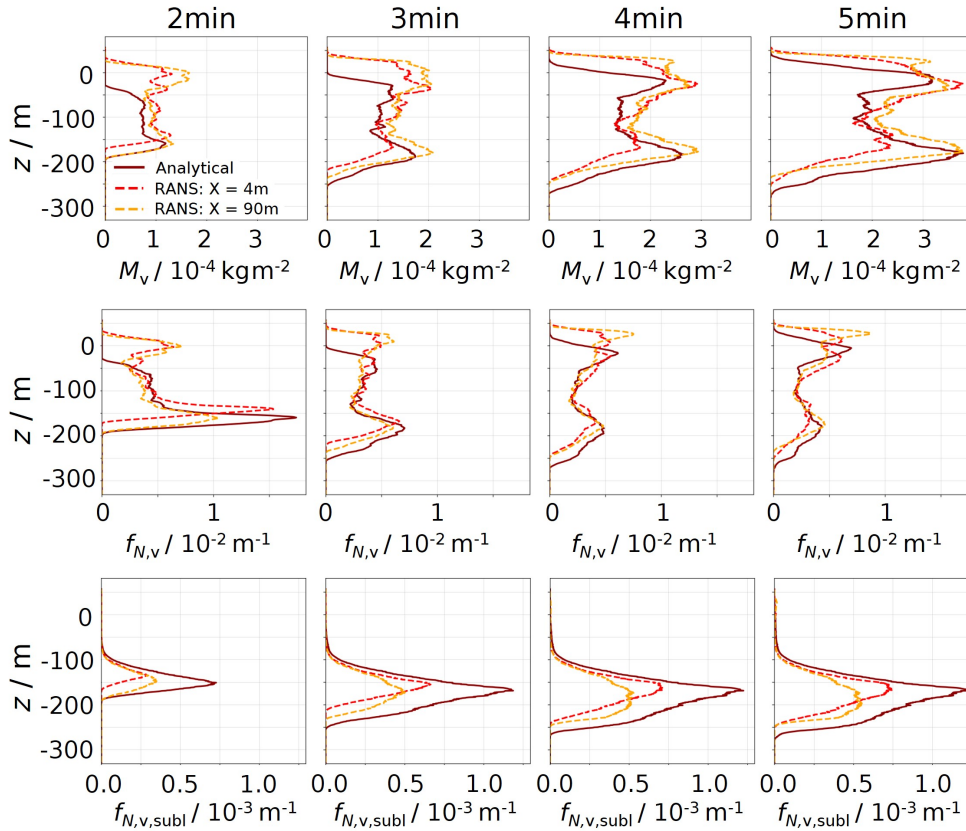 2min 3min 4min 5min
z / m
0
-100
-200
-300
Analytical
RANS: X = 4m
RANS: X = 90m
0 1 2 3
0 1 2 3
0 1 2 3
0 1 2 3
M_v / 10^-4 kgm^-2 M_v / 10^-4 kgm^-2 M_v / 10^-4 kgm^-2 M_v / 10^-4 kgm^-2
z / m
0
-100
-200
-300
0 1
0 1
0 1
0 1
f_N,v / 10^-2 m^-1 f_N,v / 10^-2 m^-1 f_N,v / 10^-2 m^-1 f_N,v / 10^-2 m^-1
z / m
0
-100
-200
-300
0.0 0.5 1.0
0.0 0.5 1.0
0.0 0.5 1.0
0.0 0.5 1.0
f_N,v,subl / 10^-3 m^-1 f_N,v,subl / 10^-3 m^-1 f_N,v,subl / 10^-3 m^-1 f_N,v,subl / 10^-3 m^-1